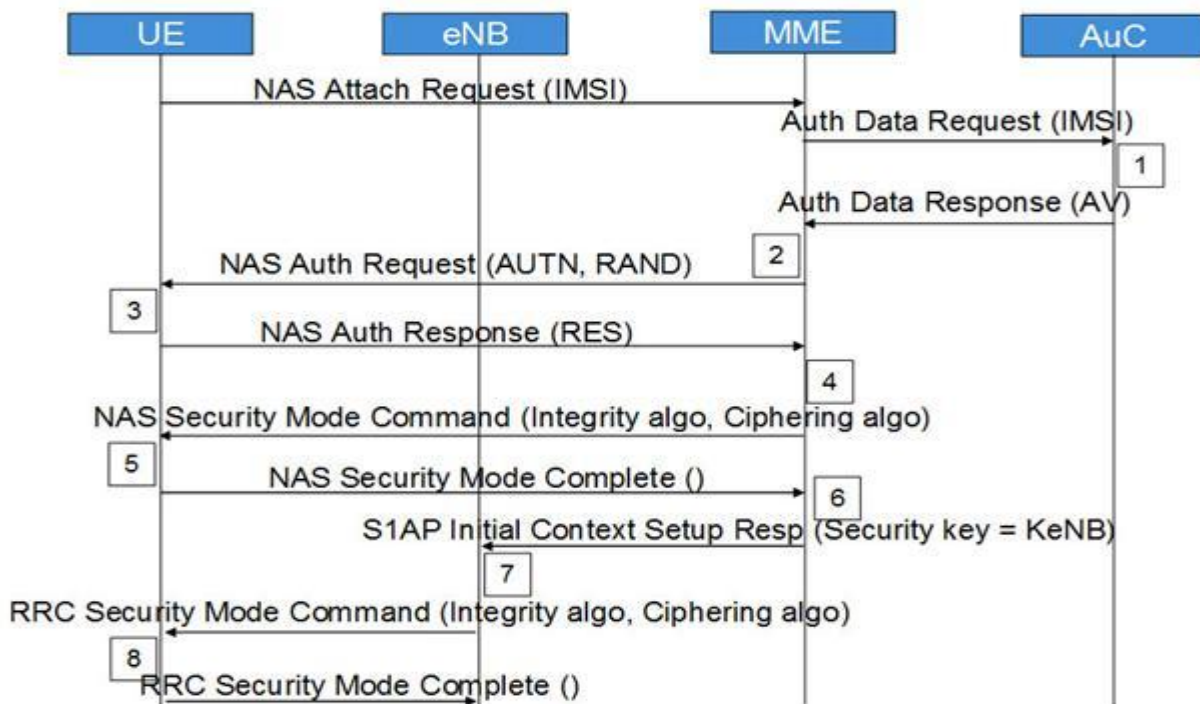 UE eNB MME AuC
NAS Attach Request (IMSI)
Auth Data Request (IMSI)
1
Auth Data Response (AV)
2
NAS Auth Request (AUTN, RAND)
3
NAS Auth Response (RES)
4
NAS Security Mode Command (Integrity algo, Ciphering algo)
5
NAS Security Mode Complete ()
6
S1AP Initial Context Setup Resp (Security key = KeNB)
7
RRC Security Mode Command (Integrity algo, Ciphering algo)
8
RRC Security Mode Complete ()